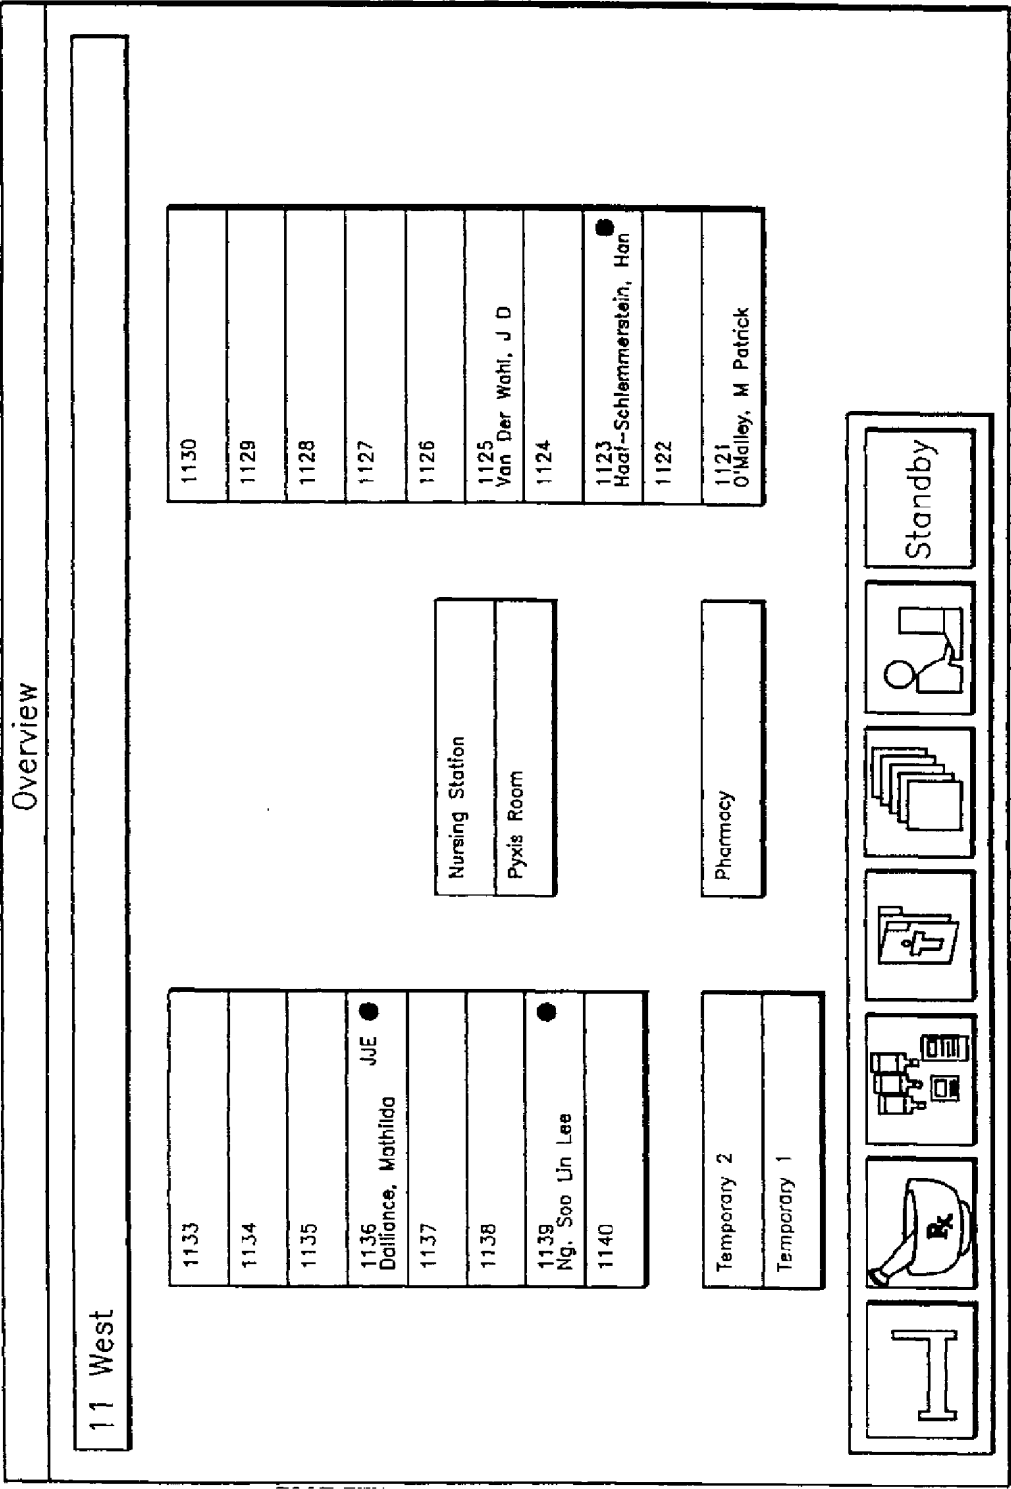 Overview
11 West
1133
1134
1135
1136 JJE
Dalliance, Mathilda
1137
1138
1139
Ng, Soo Lin Lee
1140
Temporary 2
Temporary 1
Nursing Station
Pyxis Room
Pharmacy
1130
1129
1128
1127
1126
1125
Van Der Wahl, J D
1124
1123
Haaf-Schlemmerstein, Han
1122
1121
O'Malley, M Patrick
Rx
Standby